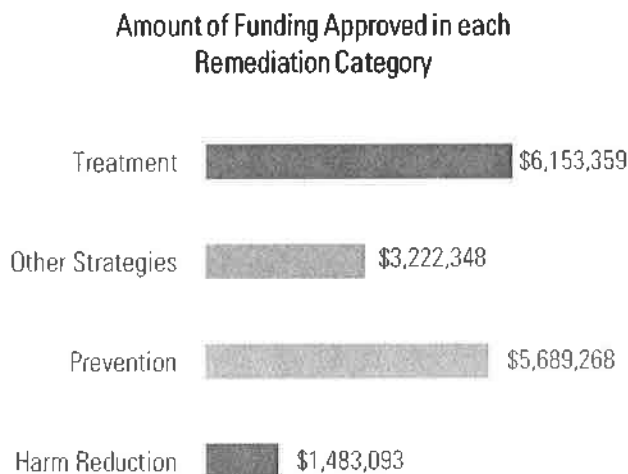 Amount of Funding Approved in each
Remediation Category
Treatment $6,153,359
Other Strategies $3,222,348
Prevention $5,689,268
Harm Reduction $1,483,093